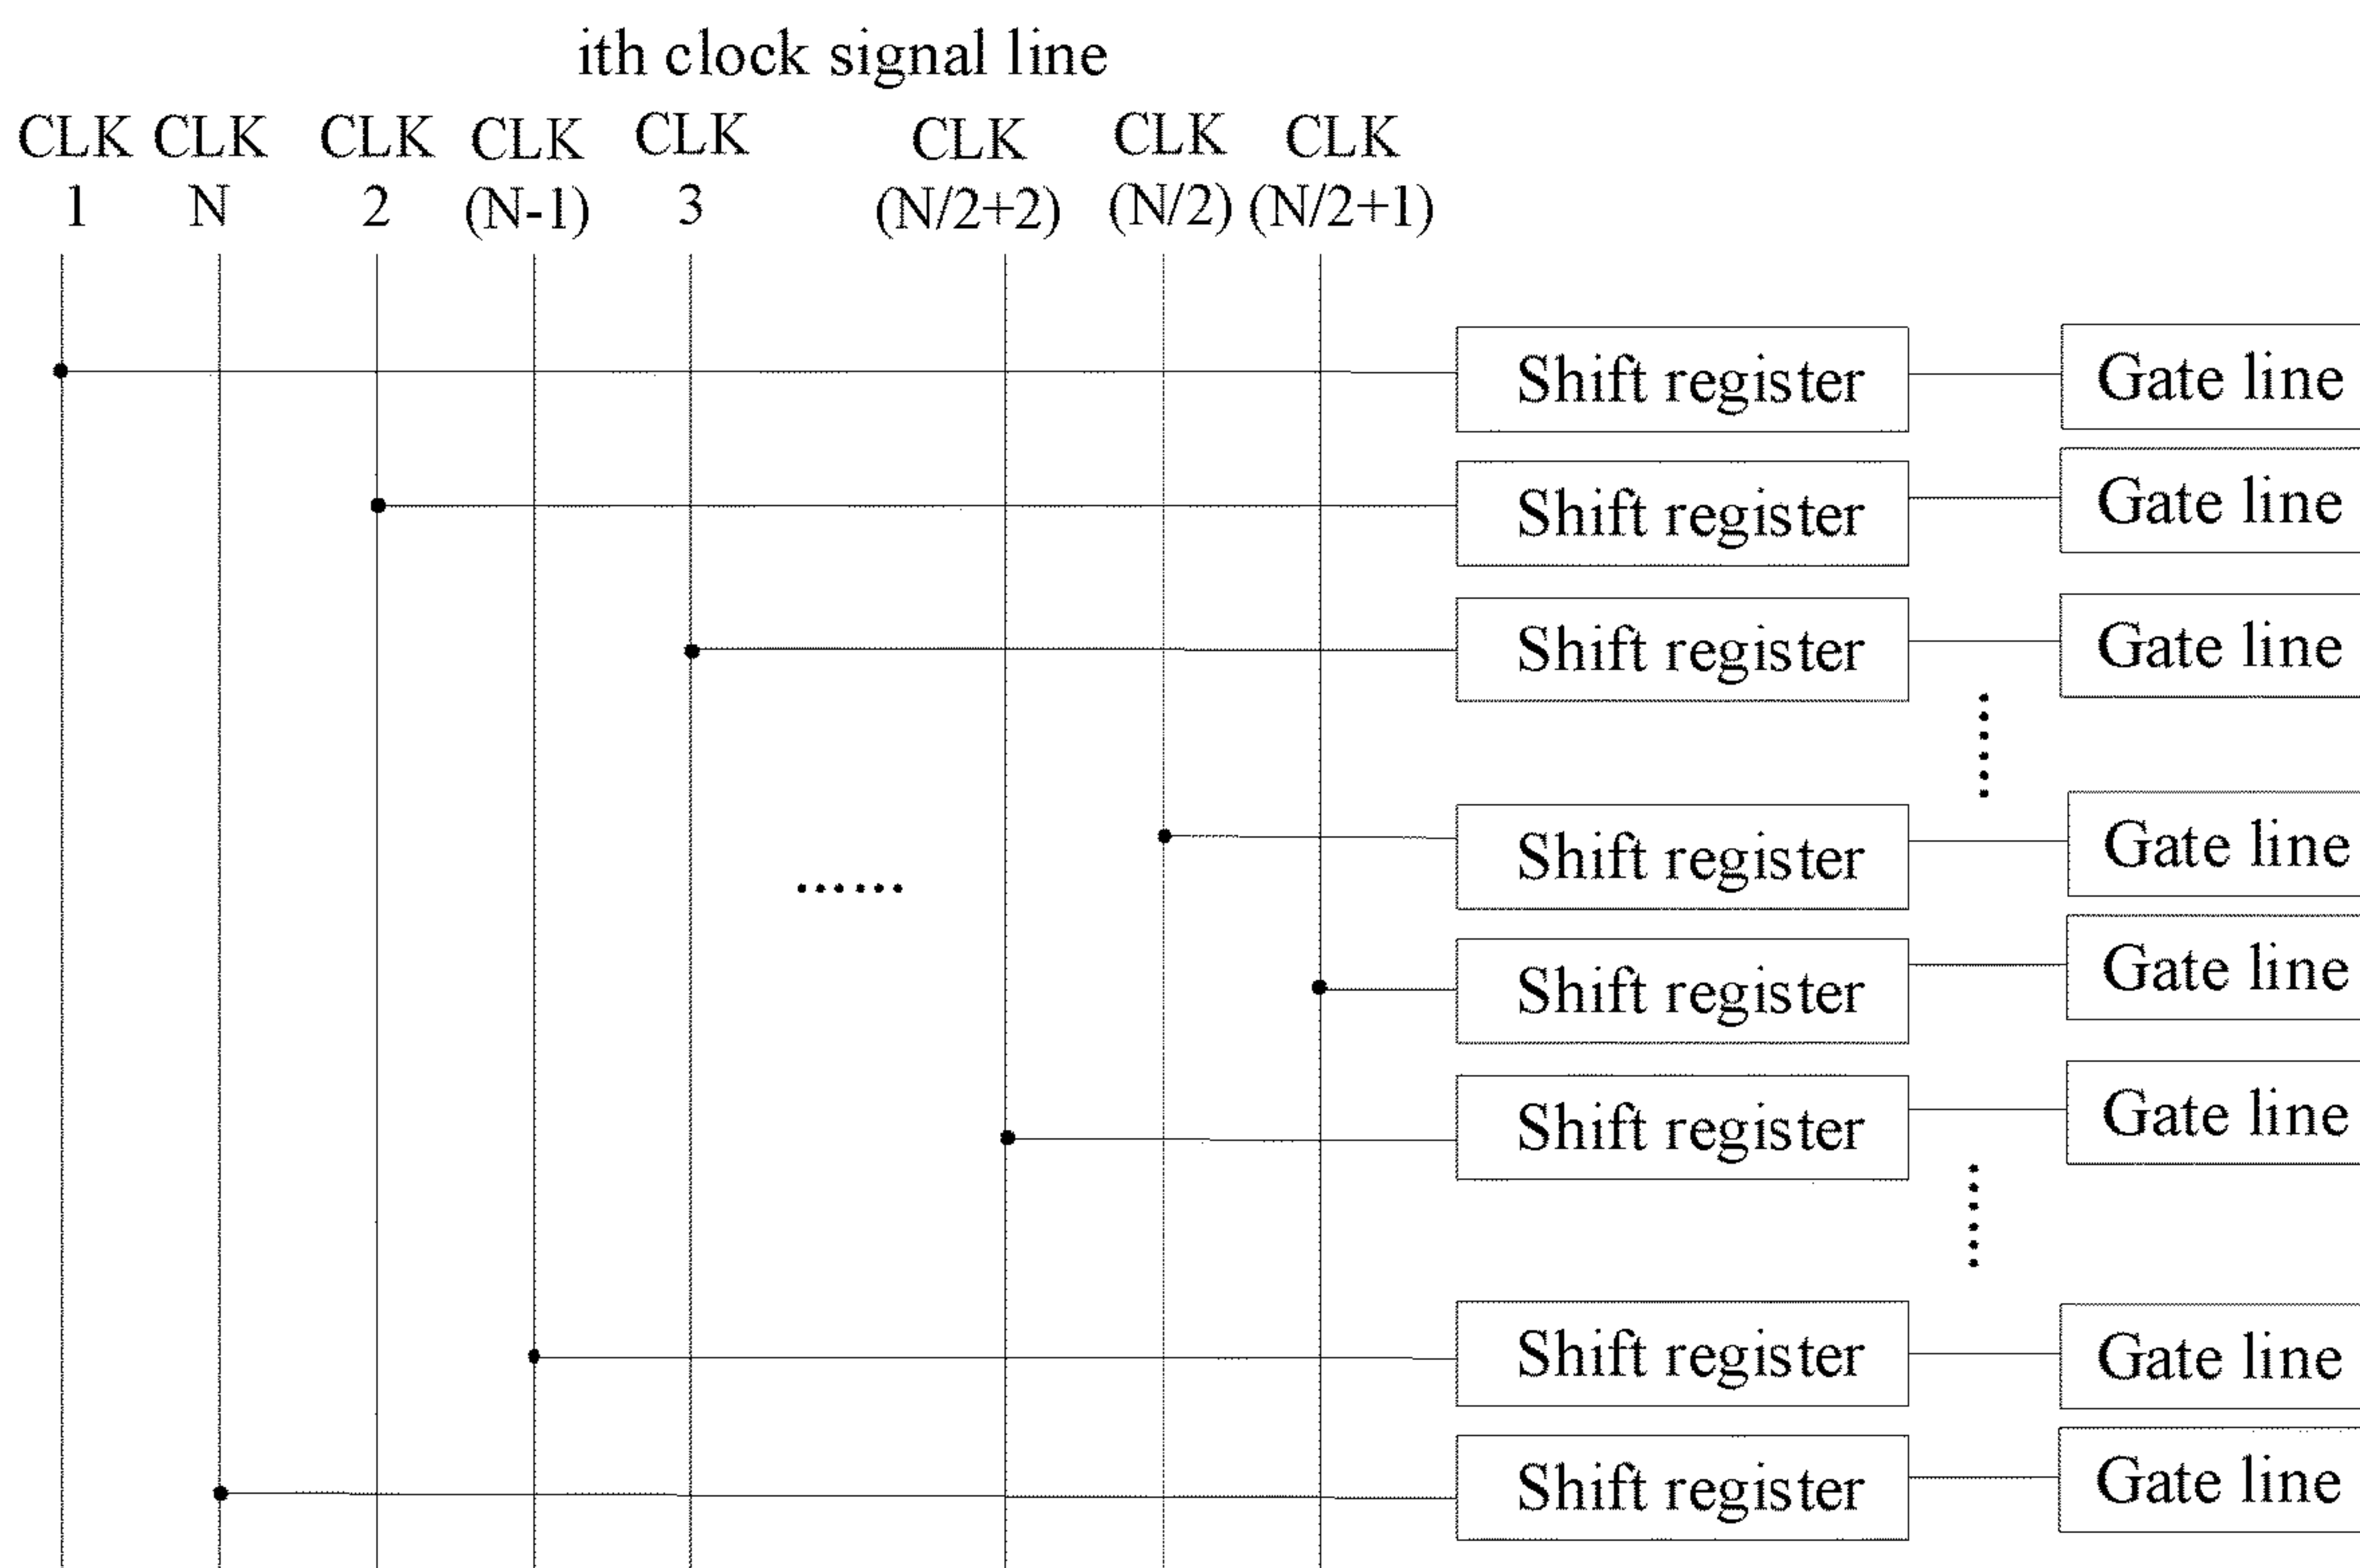 ith clock signal line
CLK CLK CLK CLK CLK CLK CLK CLK
1 N 2 (N-1) 3 (N/2+2) (N/2) (N/2+1)
Shift register Gate line
Shift register Gate line
Shift register Gate line
Shift register Gate line
Shift register Gate line
Shift register Gate line
Shift register Gate line
Shift register Gate line